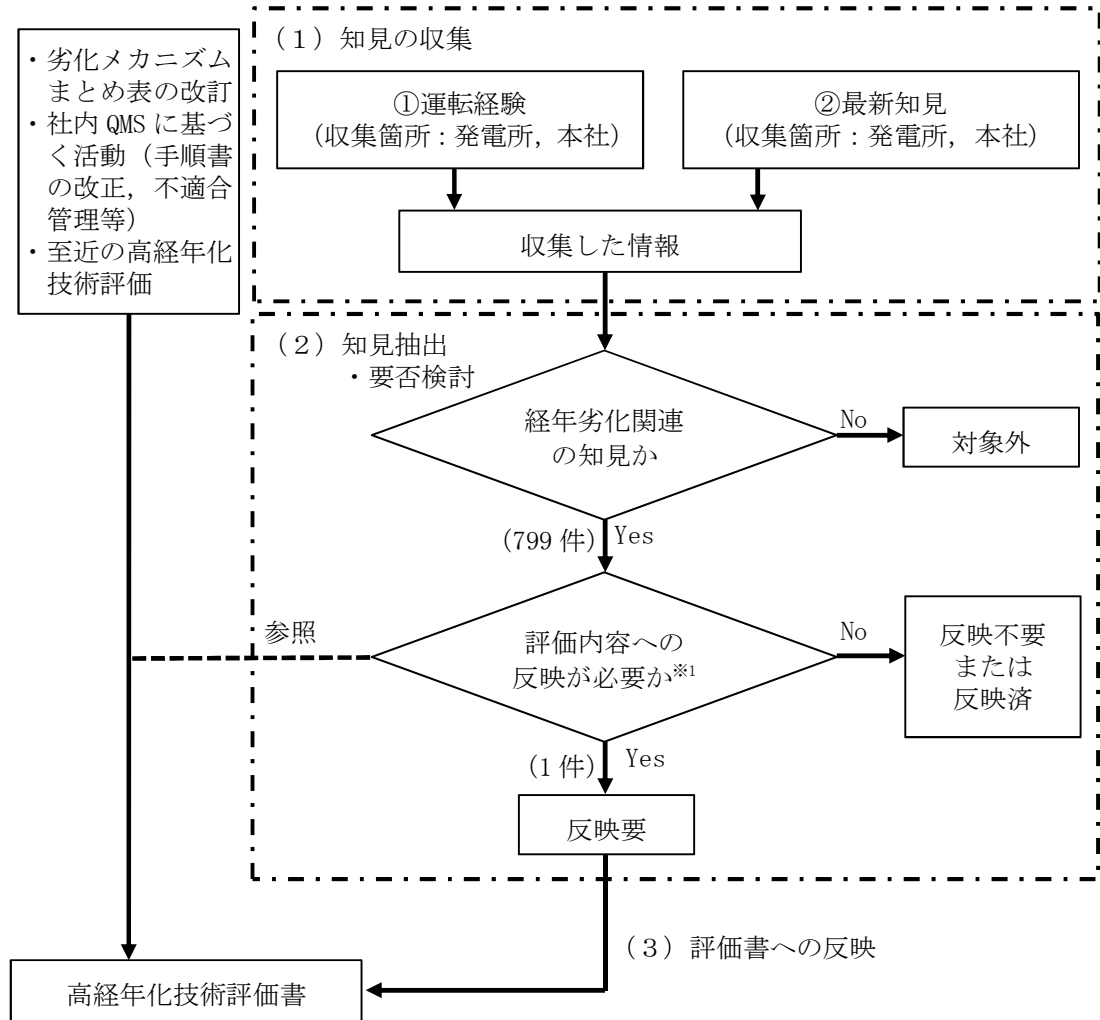 ・劣化メカニズム
まとめ表の改訂
・社内 QMS に基づ
く活動（手順書
の改正，不適合
管理等）
・至近の高経年化
技術評価
（１）知見の収集
①運転経験
（収集箇所：発電所，本社）
②最新知見
（収集箇所：発電所，本社）
収集した情報
（２）知見抽出
・要否検討
経年劣化関連
の知見か
No
対象外
(799 件)
Yes
参照
評価内容への
反映が必要か※1
No
反映不要
または
反映済
(1 件)
Yes
反映要
（３）評価書への反映
高経年化技術評価書